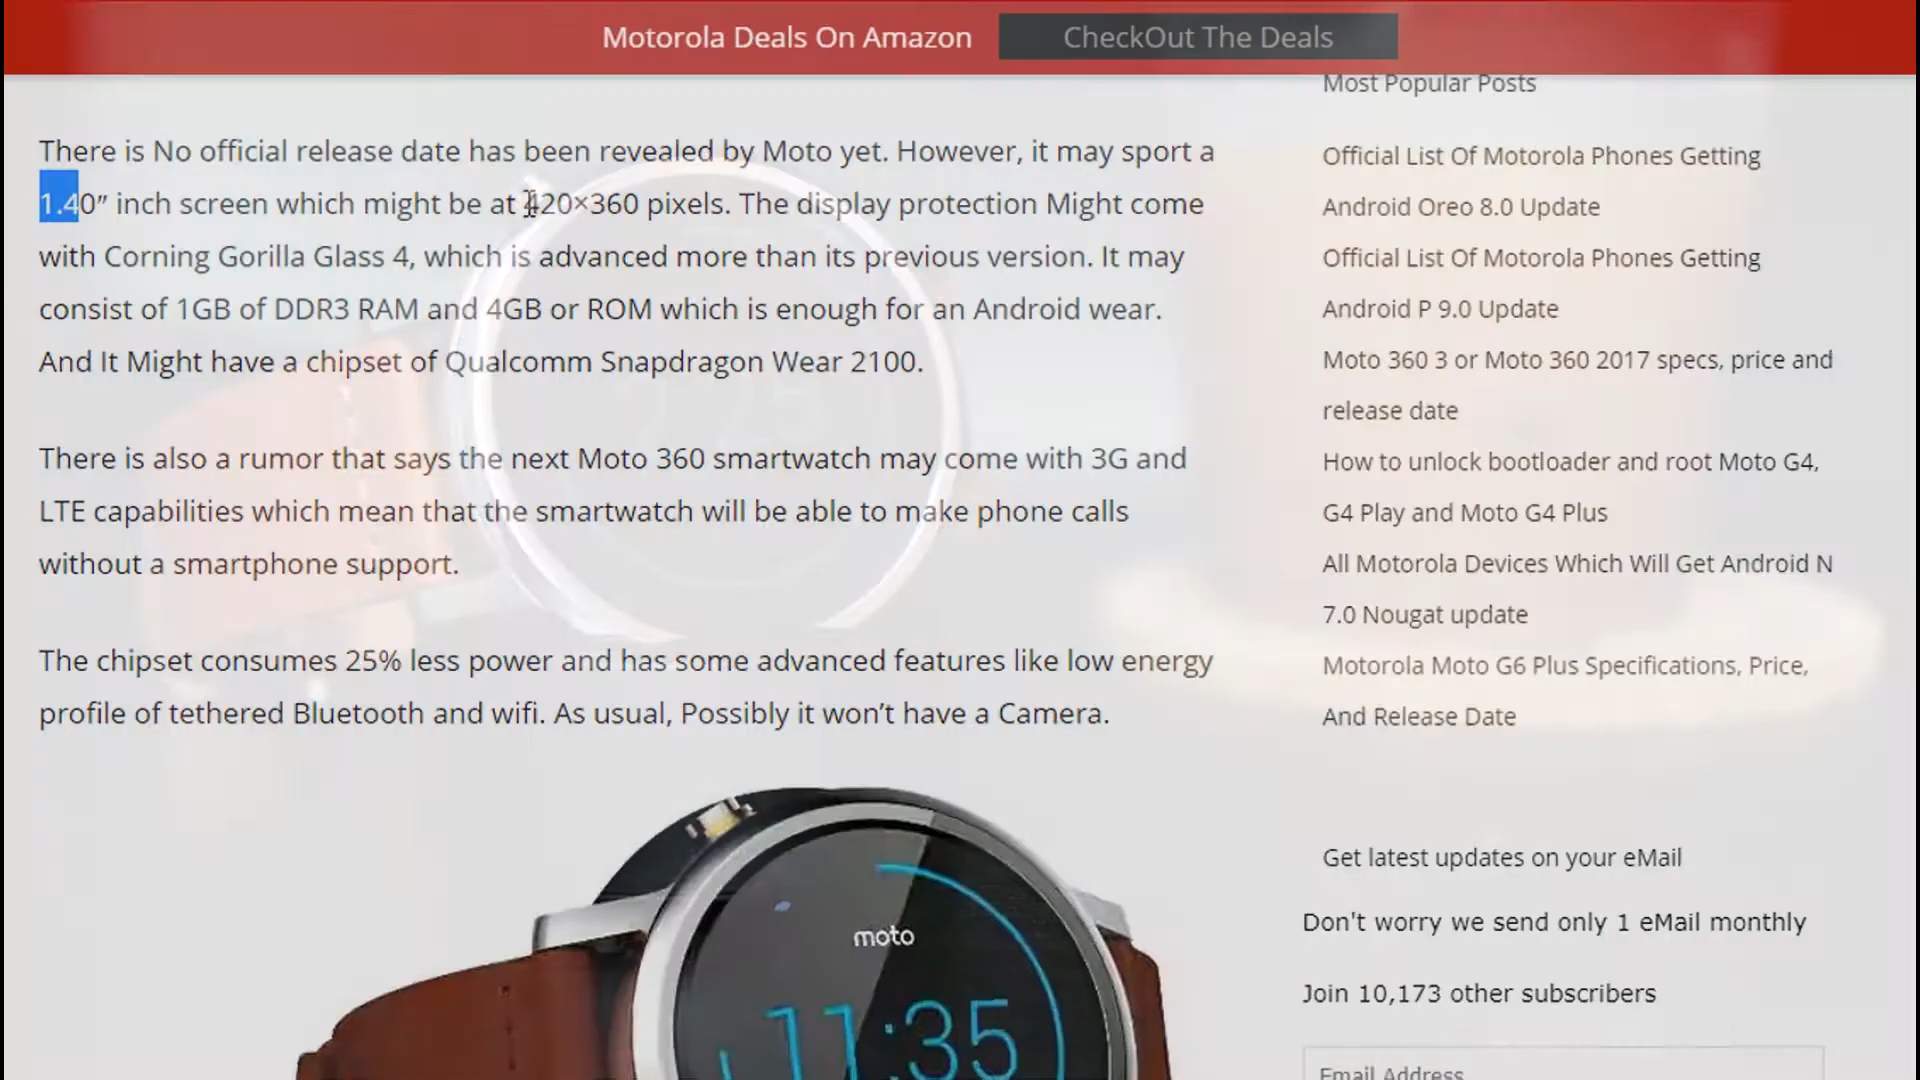 Motorola Deals On Amazon
CheckOut The Deals
There is No official release date has been revealed by Moto yet. However, it may sport a
1.40” inch screen which might be at 420×360 pixels. The display protection Might come
with Corning Gorilla Glass 4, which is advanced more than its previous version. It may
consist of 1GB of DDR3 RAM and 4GB or ROM which is enough for an Android wear.
And It Might have a chipset of Qualcomm Snapdragon Wear 2100.
There is also a rumor that says the next Moto 360 smartwatch may come with 3G and
LTE capabilities which mean that the smartwatch will be able to make phone calls
without a smartphone support.
The chipset consumes 25% less power and has some advanced features like low energy
profile of tethered Bluetooth and wifi. As usual, Possibly it won’t have a Camera.
moto
11:35
Most Popular Posts
Official List Of Motorola Phones Getting
Android Oreo 8.0 Update
Official List Of Motorola Phones Getting
Android P 9.0 Update
Moto 360 3 or Moto 360 2017 specs, price and
release date
How to unlock bootloader and root Moto G4,
G4 Play and Moto G4 Plus
All Motorola Devices Which Will Get Android N
7.0 Nougat update
Motorola Moto G6 Plus Specifications, Price,
And Release Date
Get latest updates on your eMail
Don't worry we send only 1 eMail monthly
Join 10,173 other subscribers
Email Address